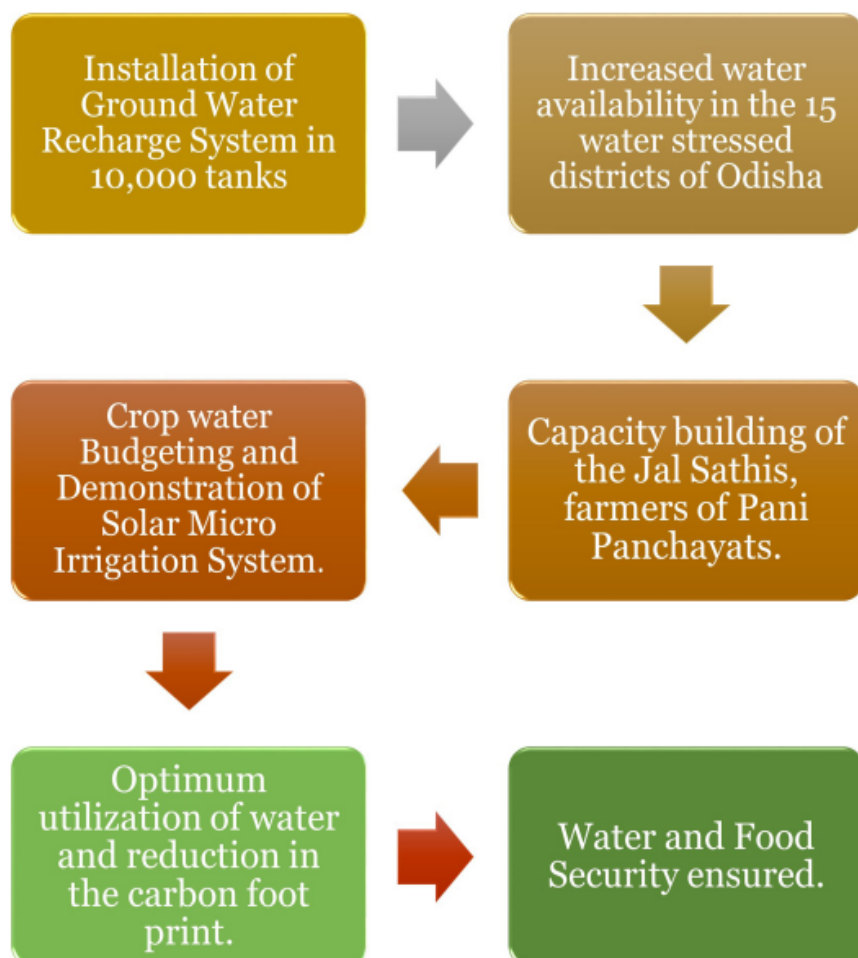 Installation of
Ground Water
Recharge System in
10,000 tanks
Increased water
availability in the 15
water stressed
districts of Odisha
Capacity building of
the Jal Sathis,
farmers of Pani
Panchayats.
Crop water
Budgeting and
Demonstration of
Solar Micro
Irrigation System.
Optimum
utilization of water
and reduction in
the carbon foot
print.
Water and Food
Security ensured.